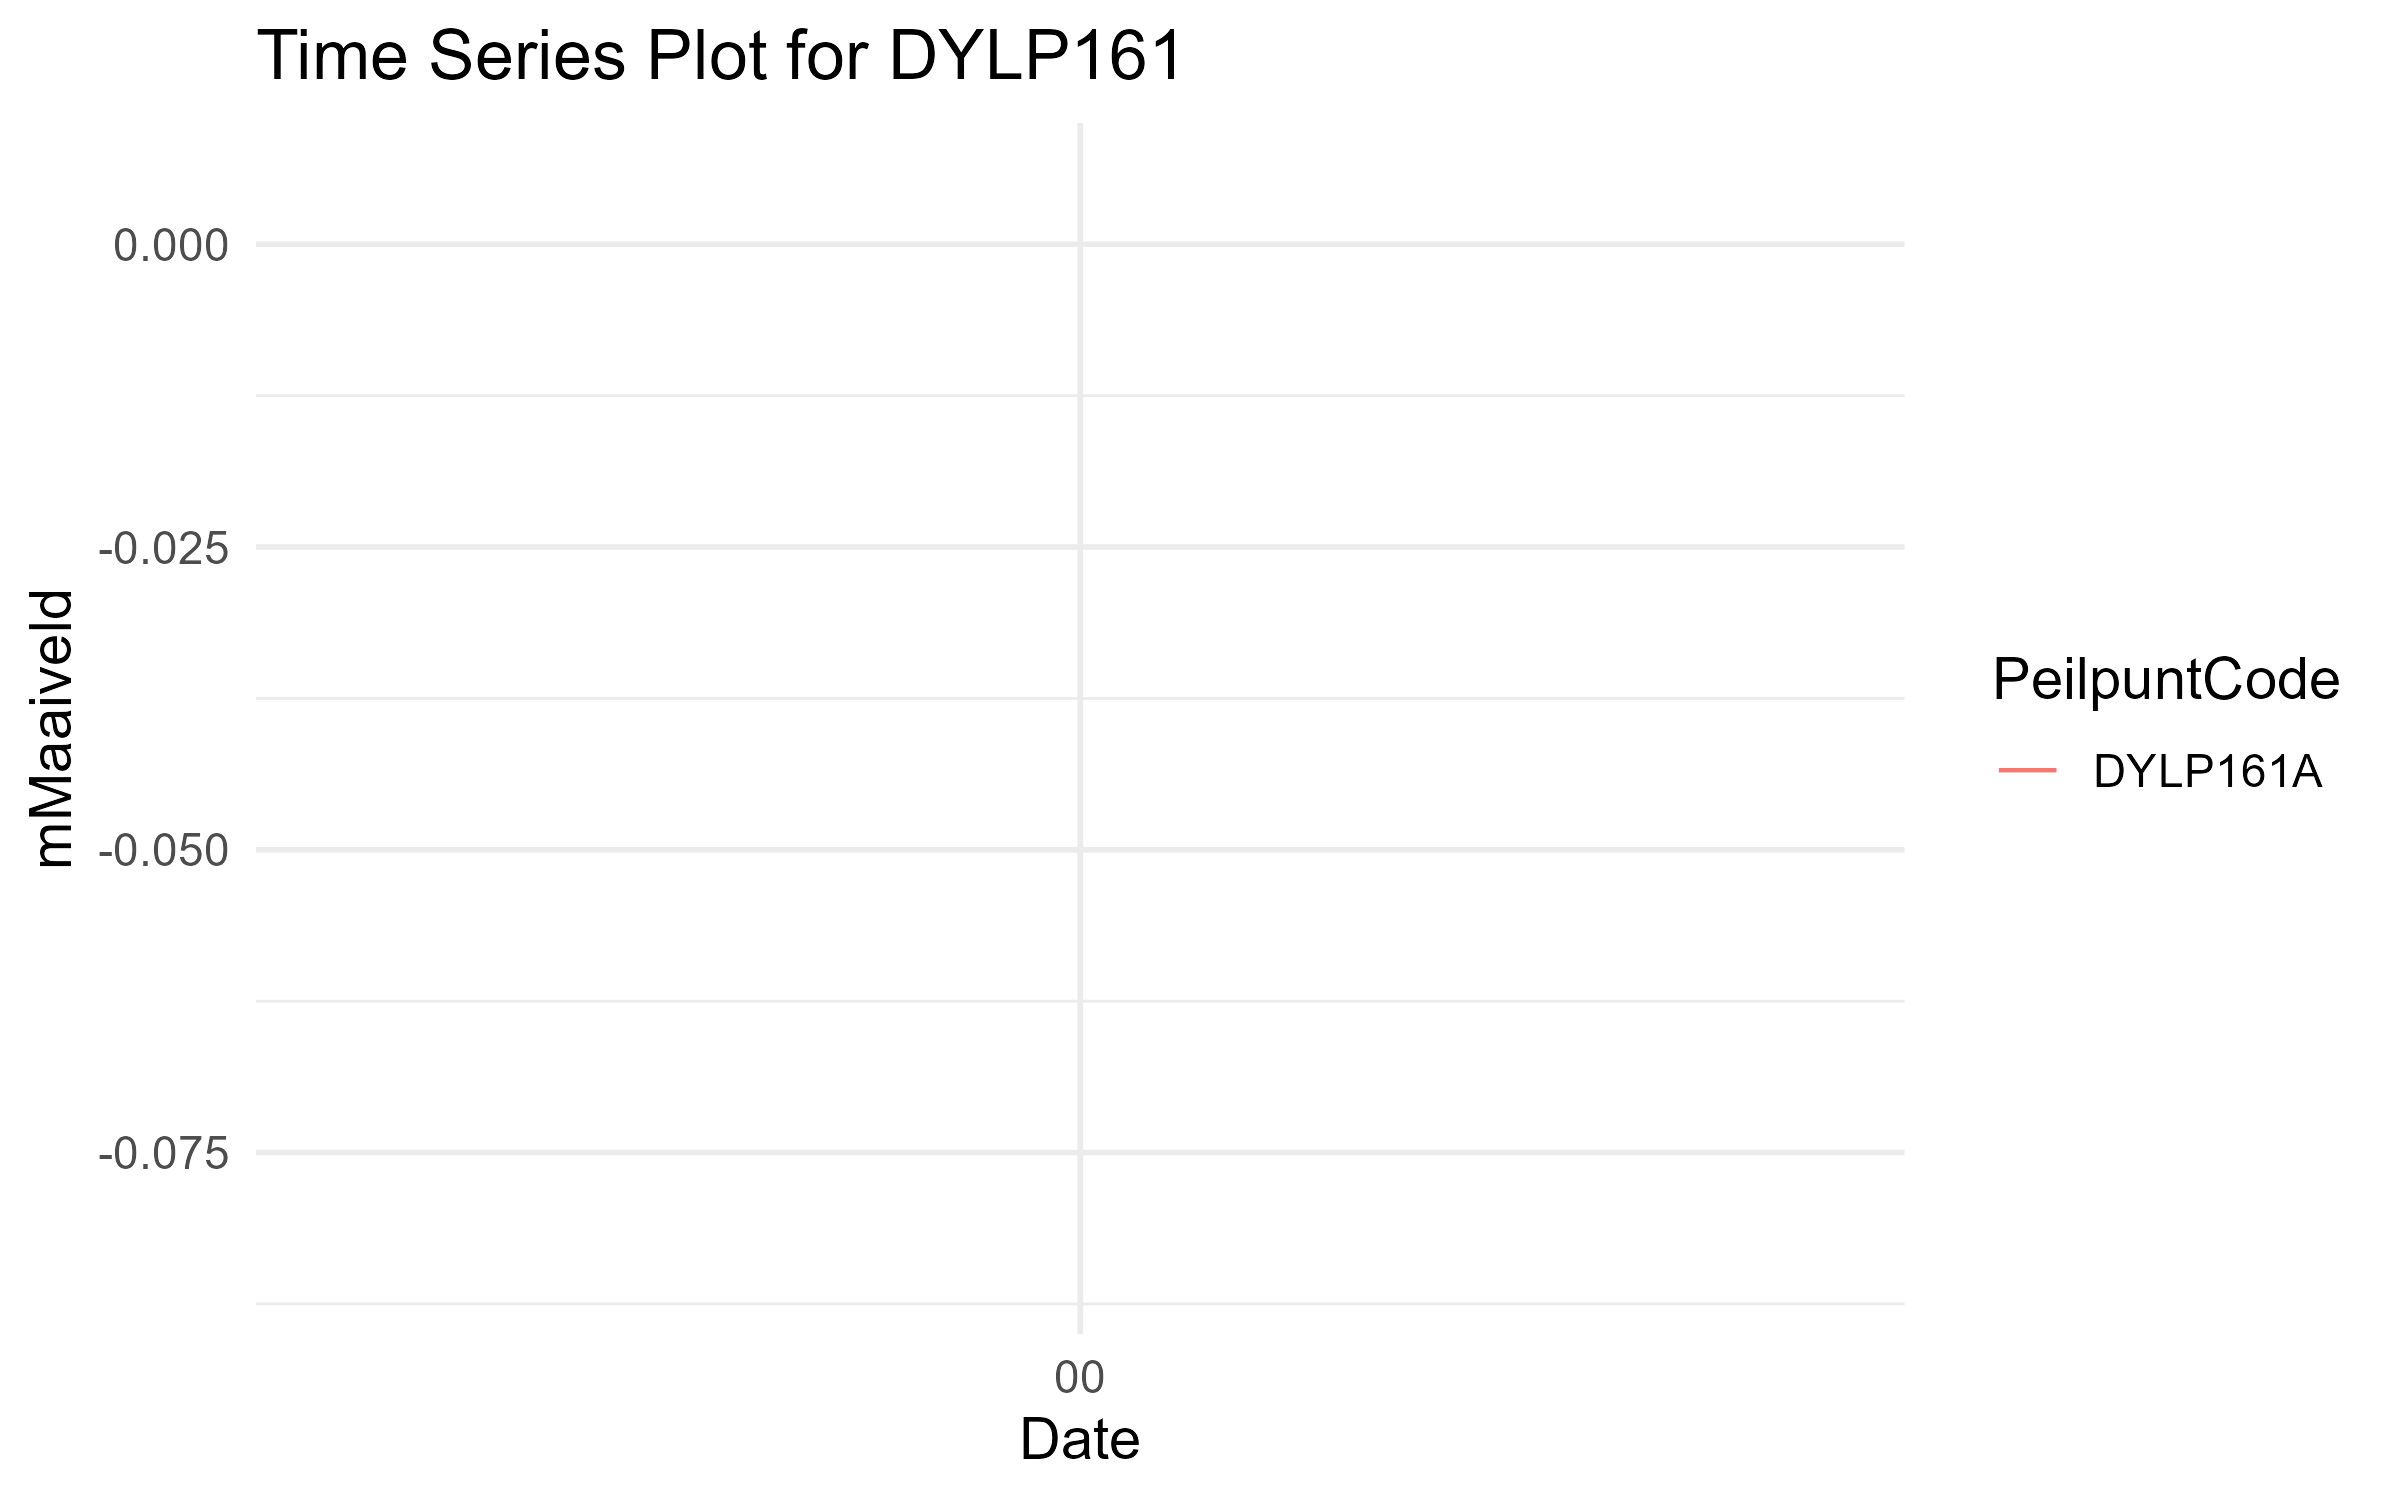 Time Series Plot for DYLP161
0.000
-0.025
-0.050
-0.075
mMaaiveld
00
Date
PeilpuntCode
DYLP161A